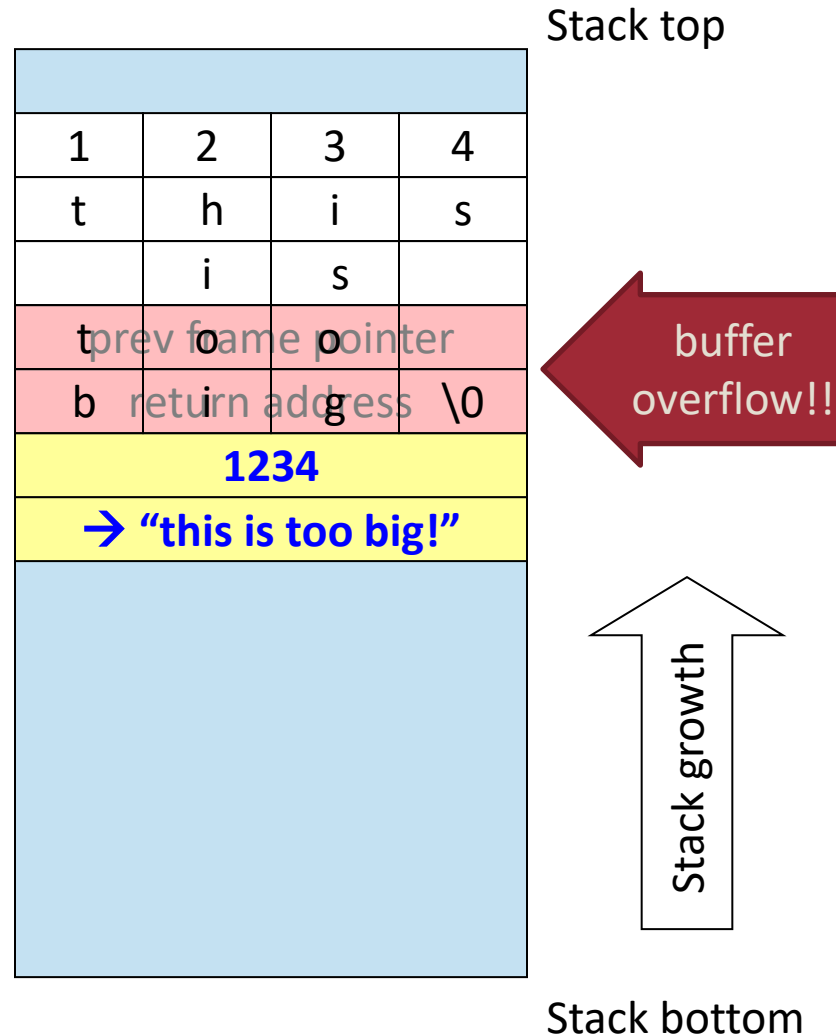 Stack top
1 2 3 4
t h i s
i s
prev frame pointer
t o o
buffer
overflow!!
return address
b i g \0
1234
→ “this is too big!”
Stack growth
Stack bottom